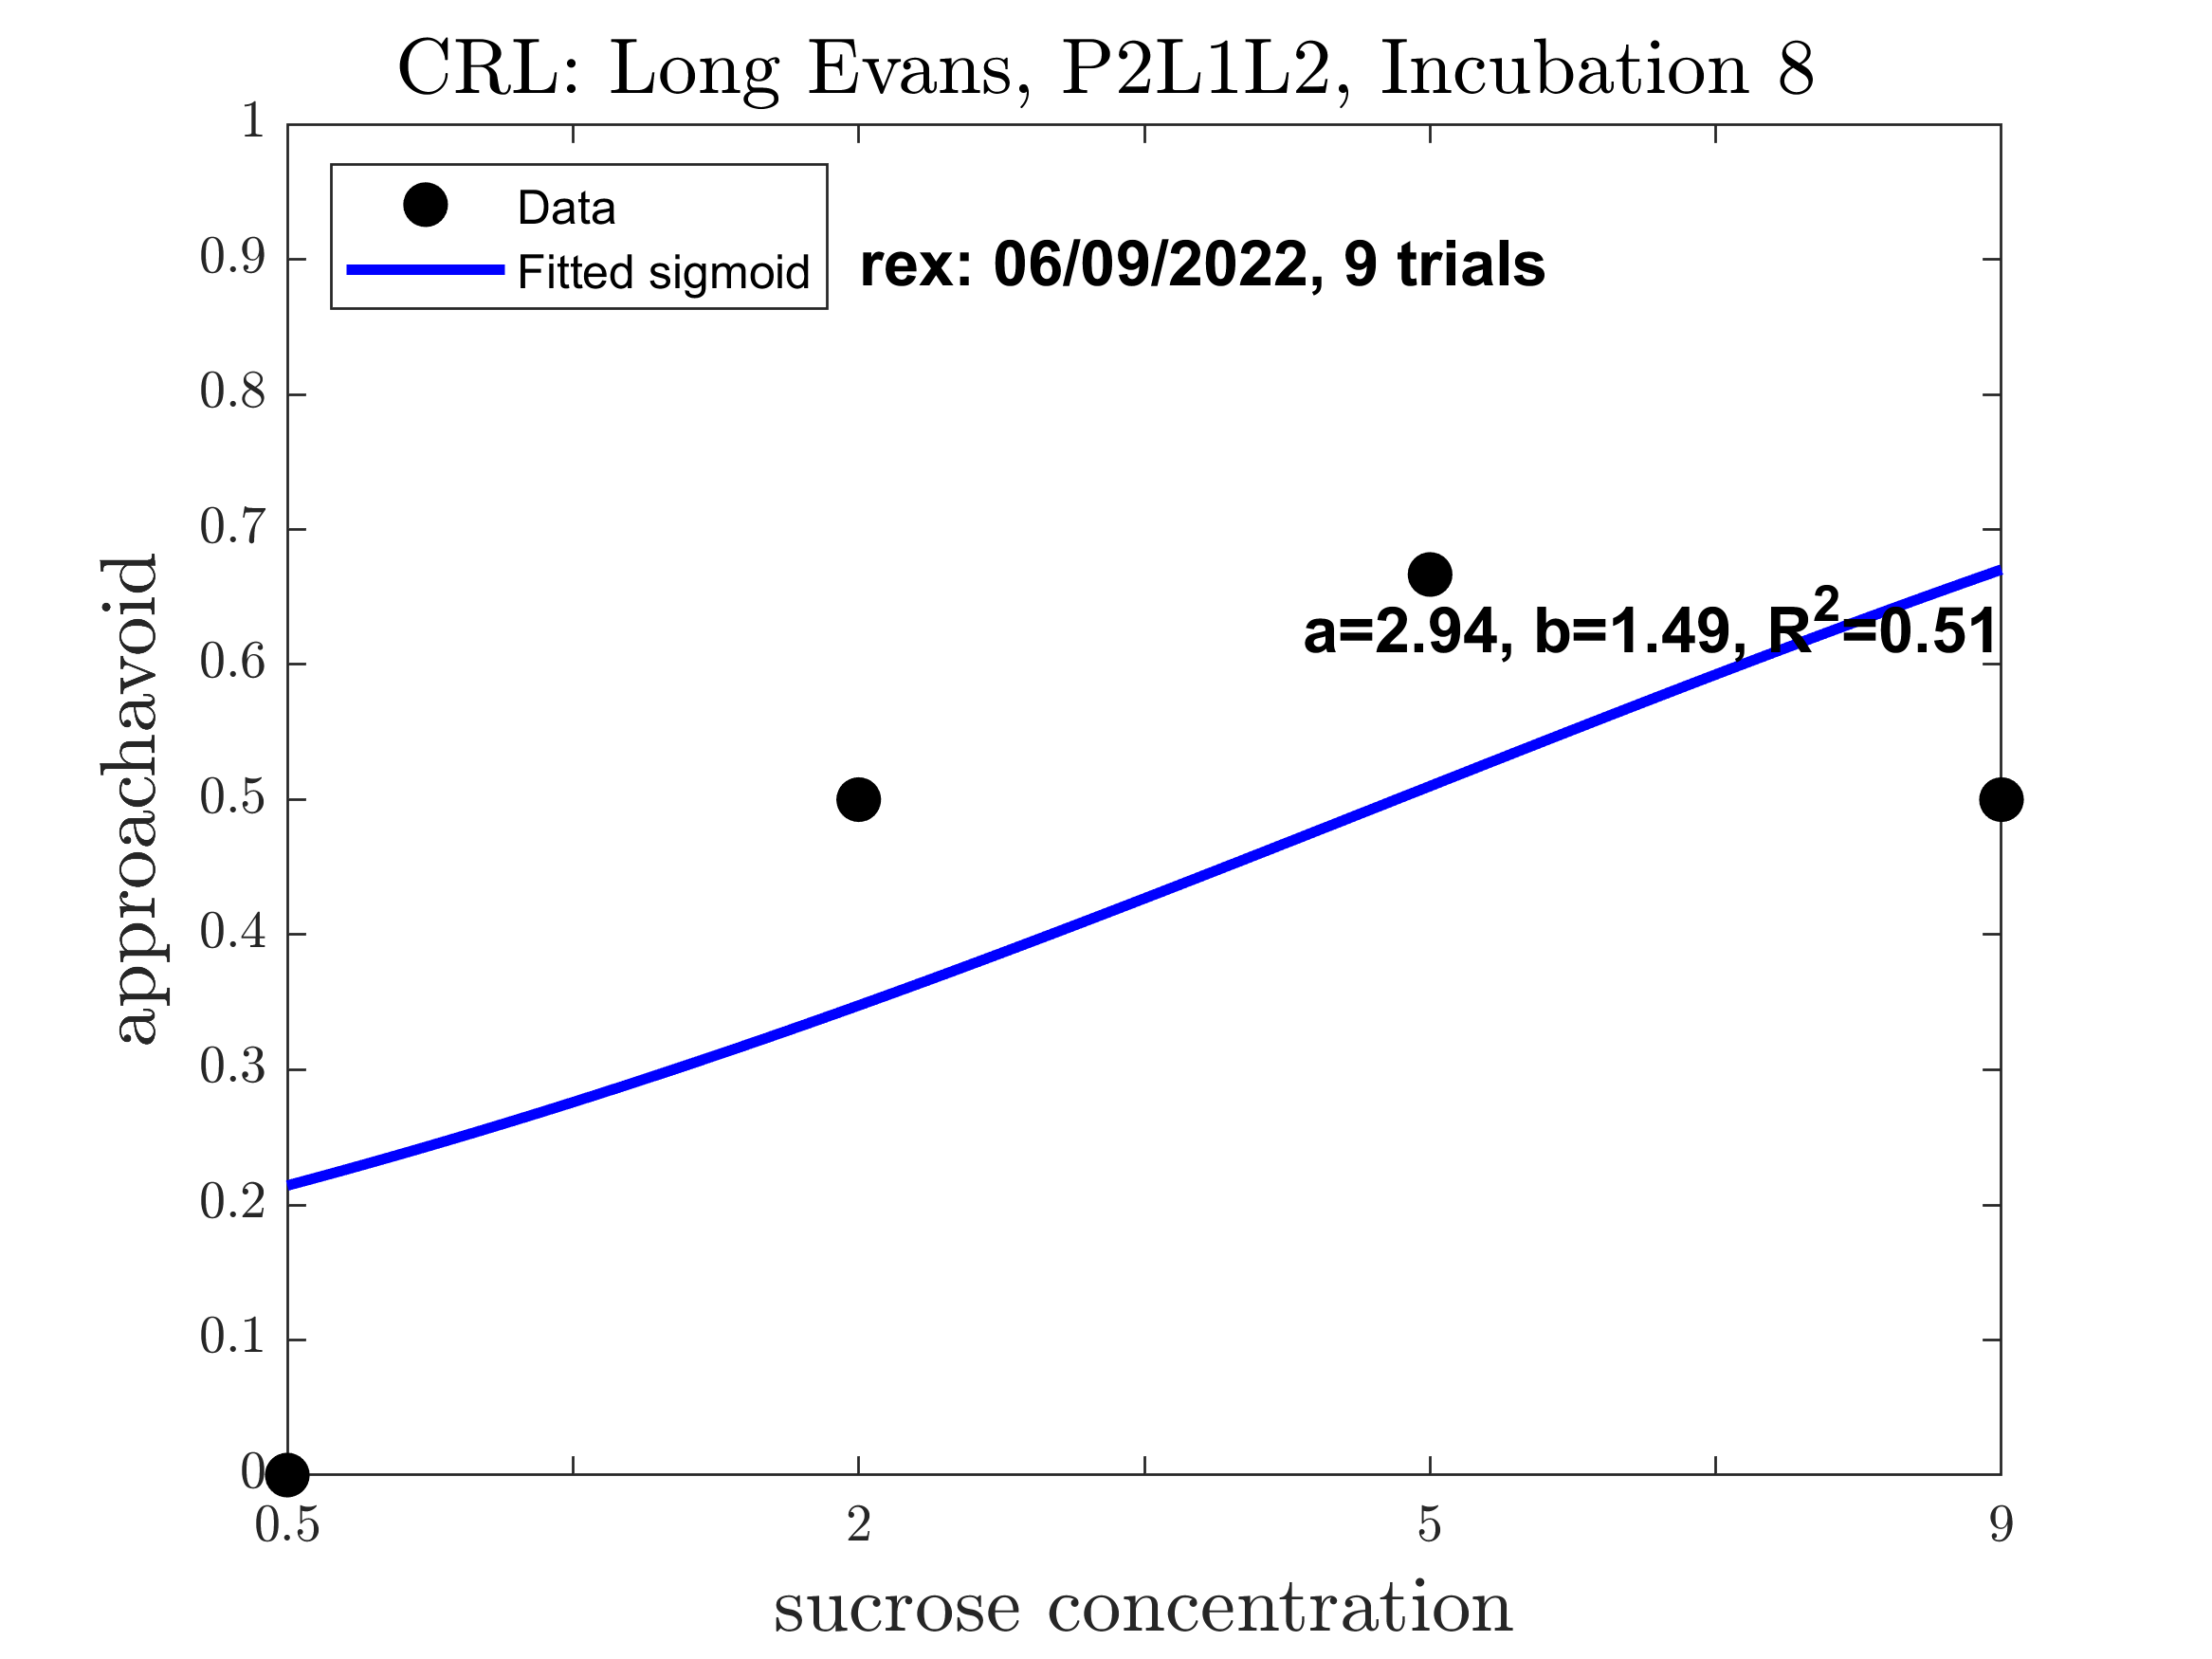 CRL: Long Evans, P2L1L2, Incubation 8
1
Data
Fitted sigmoid
rex: 06/09/2022, 9 trials
0.9
0.8
0.7
a=2.94, b=1.49, R²=0.51
0.6
0.5
0.4
0.3
0.2
0.1
0
approachavoid
0.5 2 5 9
sucrose concentration